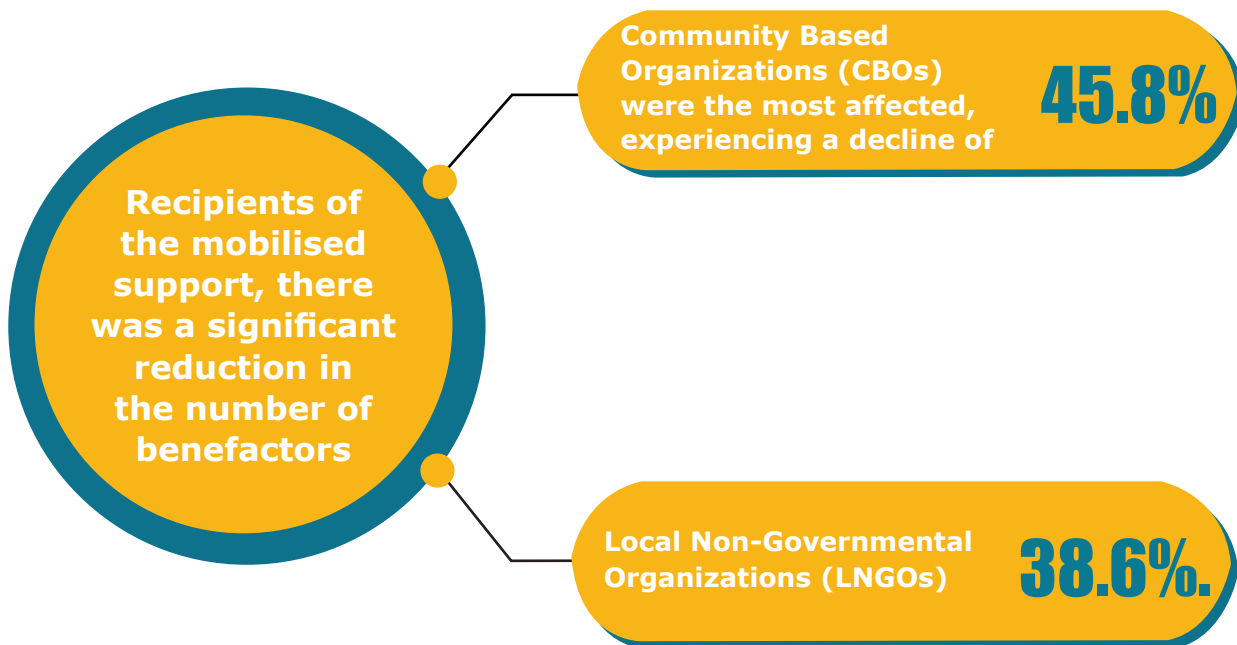 Recipients of
the mobilised
support, there
was a significant
reduction in
the number of
benefactors
Community Based
Organizations (CBOs)
were the most affected,
experiencing a decline of
45.8%
Local Non-Governmental
Organizations (LNGOs)
38.6%.